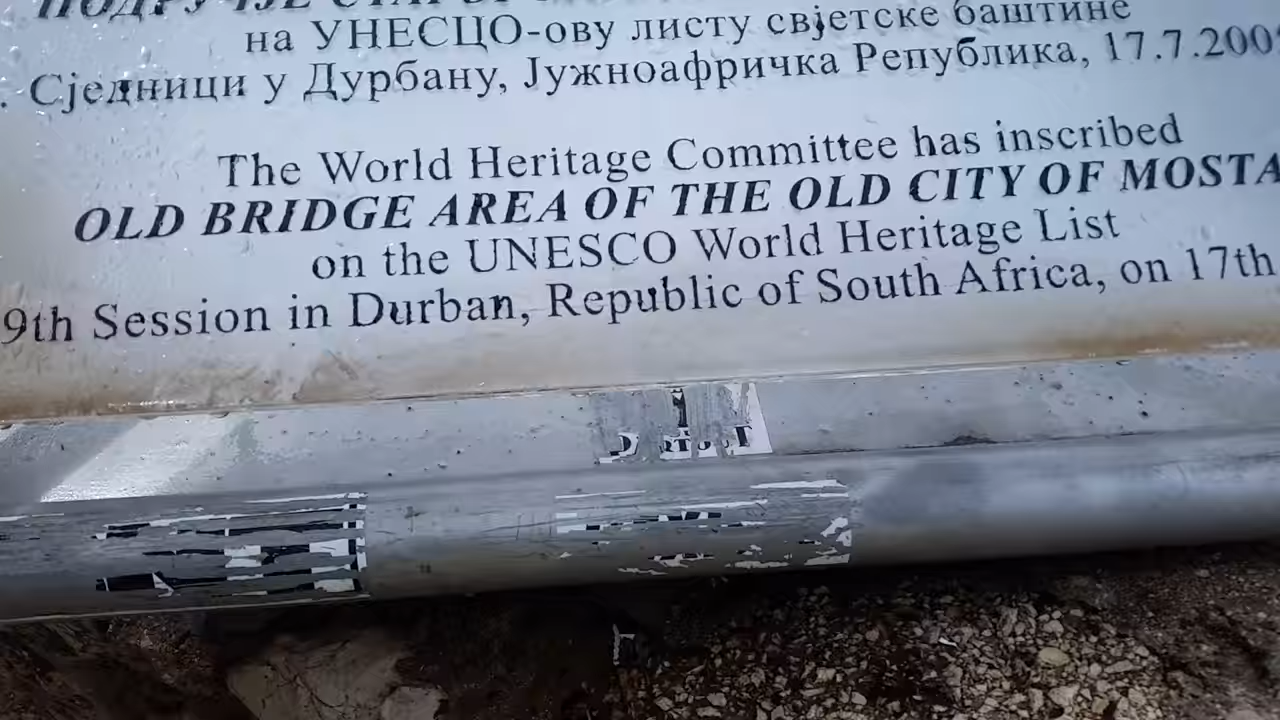 на УНЕСЦО-ову листу свјетске баштине
. Сједници у Дурбану, Јужноафричка Република, 17.7.200
The World Heritage Committee has inscribed
OLD BRIDGE AREA OF THE OLD CITY OF MOSTA
on the UNESCO World Heritage List
9th Session in Durban, Republic of South Africa, on 17th